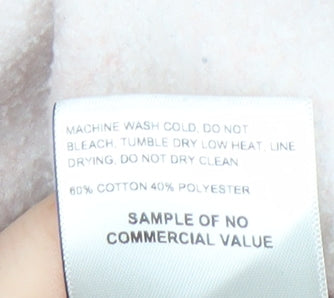 MACHINE WASH COLD, DO NOT
BLEACH, TUMBLE DRY LOW HEAT, LINE
DRYING, DO NOT DRY CLEAN
60% COTTON 40% POLYESTER
SAMPLE OF NO
COMMERCIAL VALUE